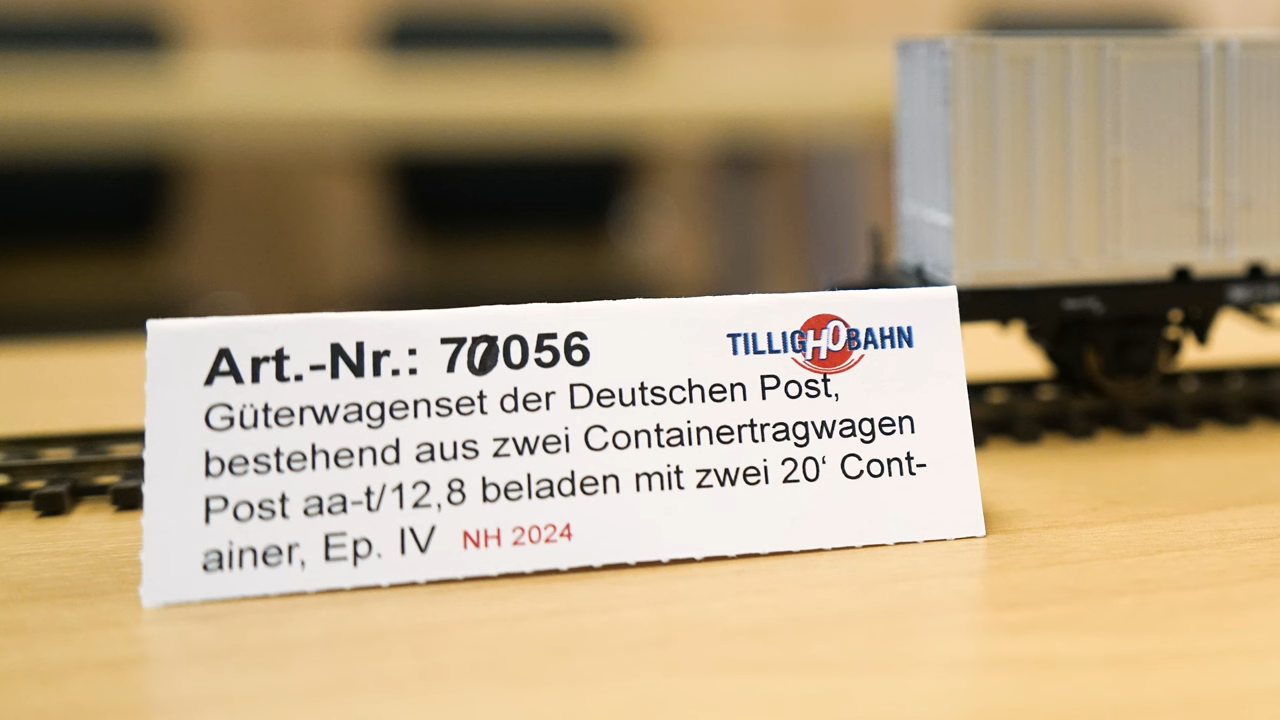 Art.-Nr.: 70056
TILLIG H0 BAHN
Güterwagenset der Deutschen Post,
bestehend aus zwei Containertragwagen
Post aa-t/12,8 beladen mit zwei 20‘ Cont-
ainer, Ep. IV NH 2024